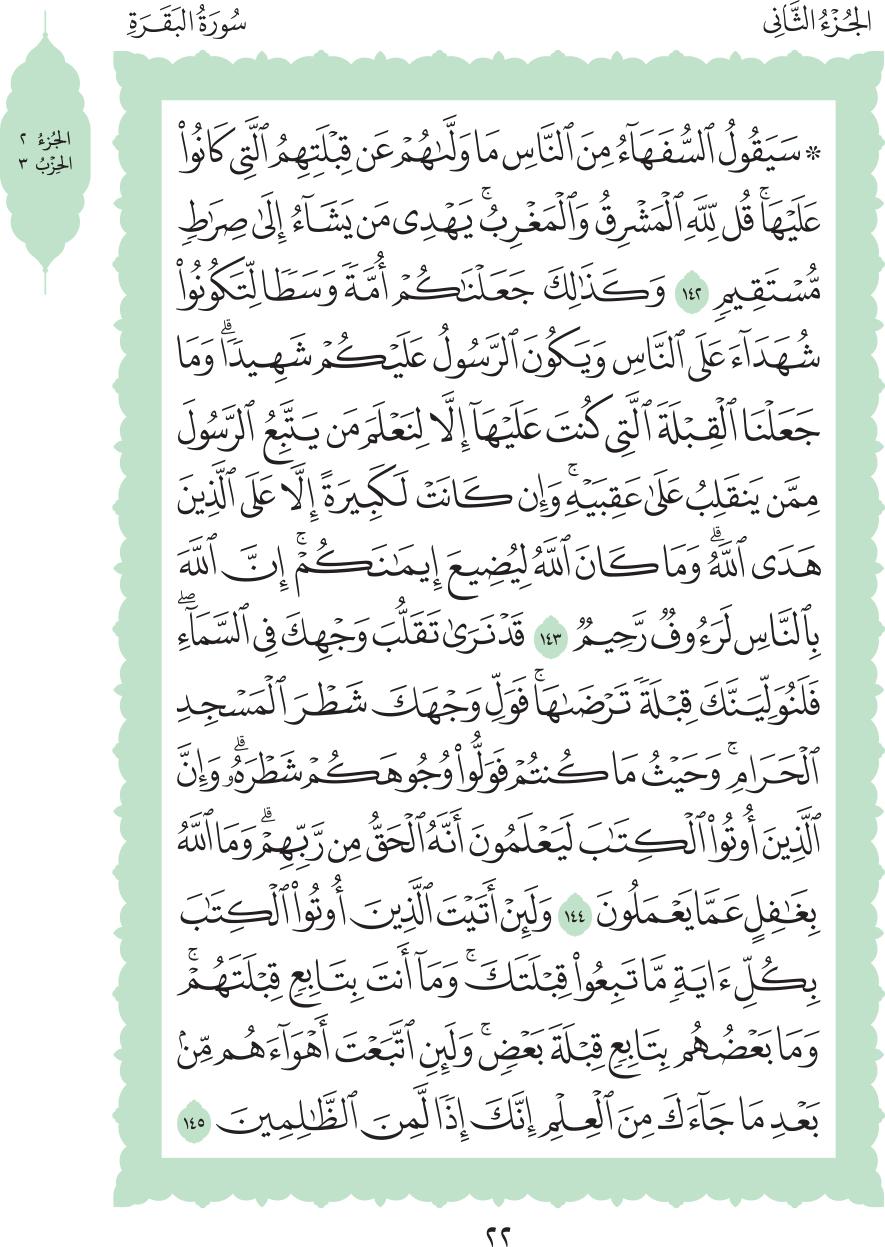 الجُزْءُ الثَّانِي
سُورَةُ البَقَرَةِ
الجُزءُ ٢
الحِزْبُ ٣
* سَيَقُولُ ٱلسُّفَهَآءُ مِنَ ٱلنَّاسِ مَا وَلَّىٰهُمْ عَن قِبْلَتِهِمُ ٱلَّتِي كَانُوا۟
عَلَيْهَاۚ قُل لِّلَّهِ ٱلْمَشْرِقُ وَٱلْمَغْرِبُۚ يَهْدِى مَن يَشَآءُ إِلَىٰ صِرَٰطٍ
مُّسْتَقِيمٍ ١٤٢ وَكَذَٰلِكَ جَعَلْنَٰكُمْ أُمَّةً وَسَطًا لِّتَكُونُوا۟
شُهَدَآءَ عَلَى ٱلنَّاسِ وَيَكُونَ ٱلرَّسُولُ عَلَيْكُمْ شَهِيدًاۗ وَمَا
جَعَلْنَا ٱلْقِبْلَةَ ٱلَّتِي كُنتَ عَلَيْهَآ إِلَّا لِنَعْلَمَ مَن يَتَّبِعُ ٱلرَّسُولَ
مِمَّن يَنقَلِبُ عَلَىٰ عَقِبَيْهِۚ وَإِن كَانَتْ لَكَبِيرَةً إِلَّا عَلَى ٱلَّذِينَ
هَدَى ٱللَّهُۗ وَمَا كَانَ ٱللَّهُ لِيُضِيعَ إِيمَٰنَكُمْۚ إِنَّ ٱللَّهَ
بِٱلنَّاسِ لَرَءُوفٌ رَّحِيمٌ ١٤٣ قَدْ نَرَىٰ تَقَلُّبَ وَجْهِكَ فِي ٱلسَّمَآءِۖ
فَلَنُوَلِّيَنَّكَ قِبْلَةً تَرْضَىٰهَاۚ فَوَلِّ وَجْهَكَ شَطْرَ ٱلْمَسْجِدِ
ٱلْحَرَامِۚ وَحَيْثُ مَا كُنتُمْ فَوَلُّوا۟ وُجُوهَكُمْ شَطْرَهُۥۗ وَإِنَّ
ٱلَّذِينَ أُوتُوا۟ ٱلْكِتَٰبَ لَيَعْلَمُونَ أَنَّهُ ٱلْحَقُّ مِن رَّبِّهِمْۗ وَمَا ٱللَّهُ
بِغَٰفِلٍ عَمَّا يَعْمَلُونَ ١٤٤ وَلَئِنْ أَتَيْتَ ٱلَّذِينَ أُوتُوا۟ ٱلْكِتَٰبَ
بِكُلِّ ءَايَةٍ مَّا تَبِعُوا۟ قِبْلَتَكَۚ وَمَآ أَنتَ بِتَابِعٍ قِبْلَتَهُمْۚ
وَمَا بَعْضُهُم بِتَابِعٍ قِبْلَةَ بَعْضٍۚ وَلَئِنِ ٱتَّبَعْتَ أَهْوَآءَهُم مِّنۢ
بَعْدِ مَا جَآءَكَ مِنَ ٱلْعِلْمِ إِنَّكَ إِذًا لَّمِنَ ٱلظَّٰلِمِينَ ١٤٥
٢٢